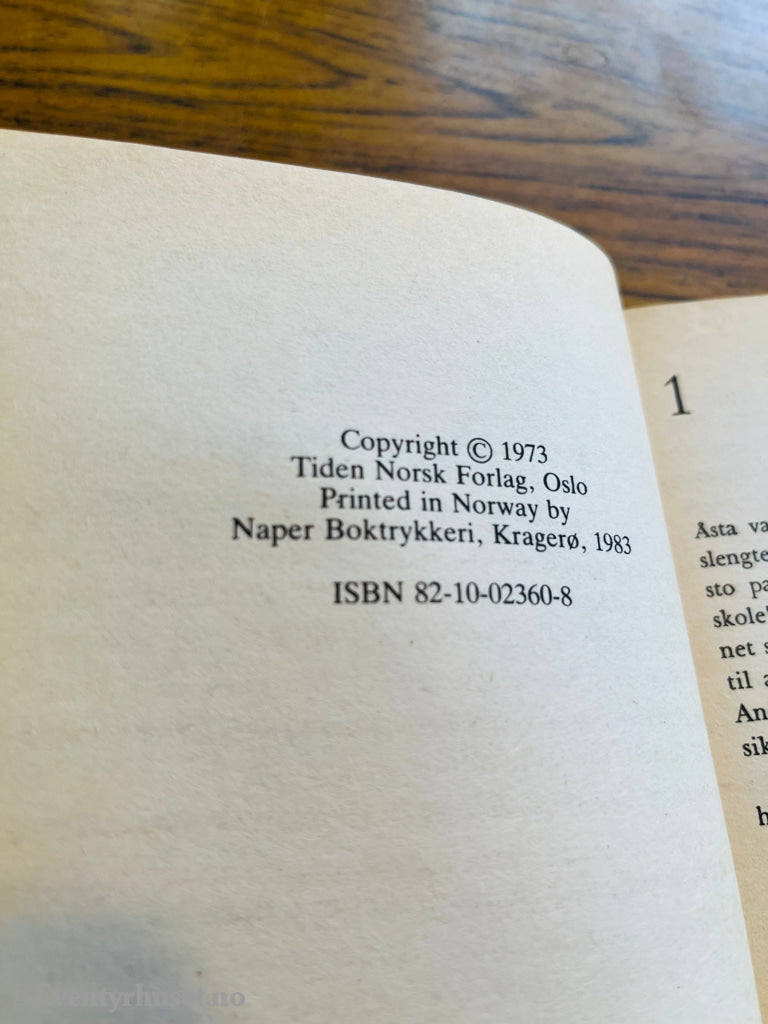 Copyright © 1973
Tiden Norsk Forlag, Oslo
Printed in Norway by
Naper Boktrykkeri, Kragerø, 1983
ISBN 82-10-02360-8
1
Asta va
slengte
sto pa
skole
net s
til a
An
sik
h